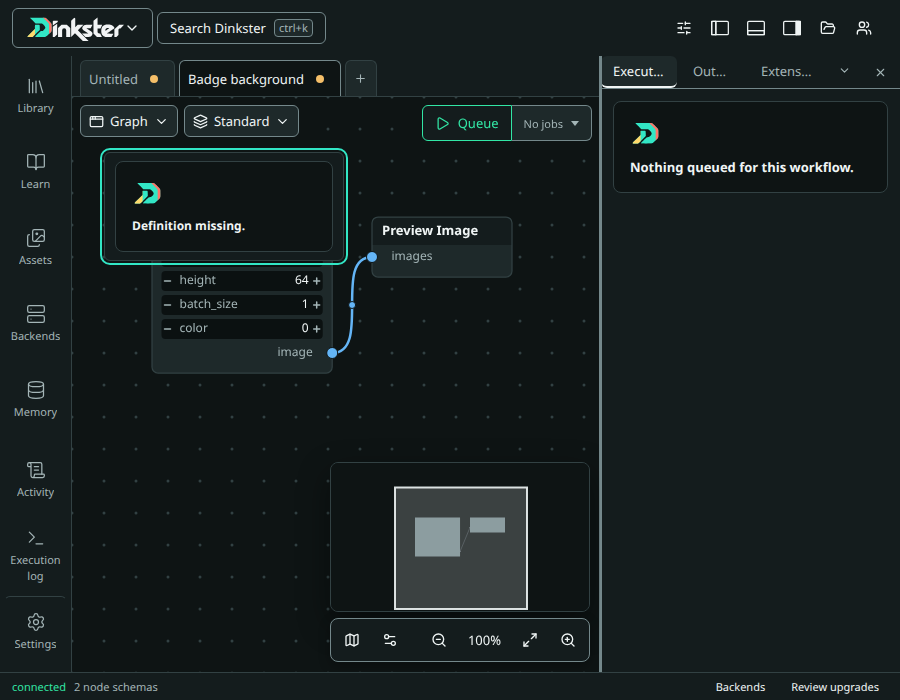 Dinkster
Search Dinkster ctrl+k
Library
Learn
Assets
Backends
Memory
Activity
Execution
log
Settings
Untitled
Badge background
Graph
Standard
Queue
No jobs
Definition missing.
height 64
batch_size 1
color 0
image
Preview Image
images
100%
Execut...
Out...
Extens...
Nothing queued for this workflow.
connected 2 node schemas
Backends
Review upgrades